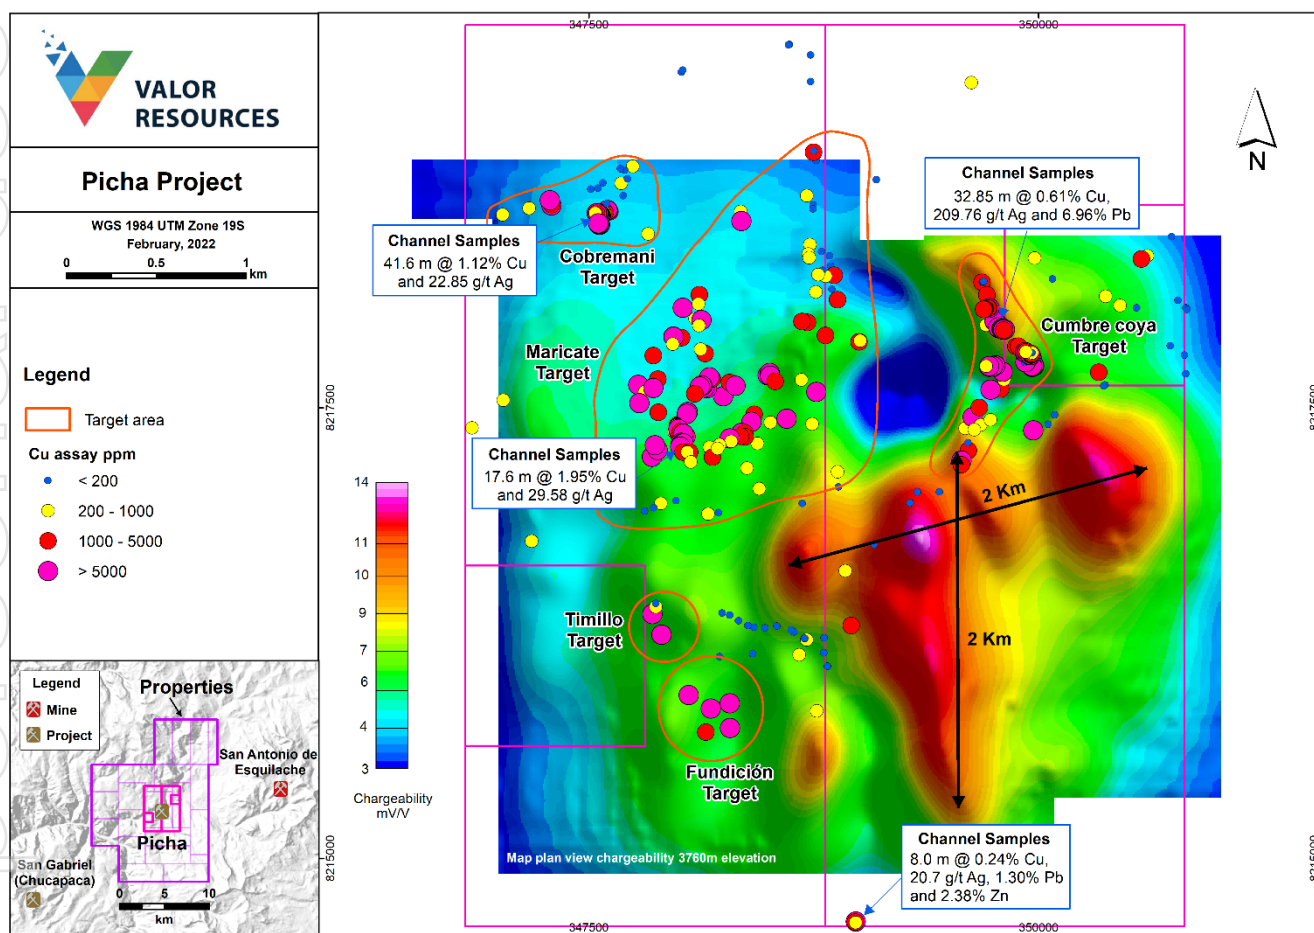 VALOR
RESOURCES
Picha Project
WGS 1984 UTM Zone 19S
February, 2022
0 0.5 1
km
Legend
Target area
Cu assay ppm
< 200
200 - 1000
1000 - 5000
> 5000
14
13
11
10
9
7
6
4
3
Chargeability
mV/V
Legend
Mine
Project
Properties
San Antonio de
Esquilache
Picha
San Gabriel
(Chucapaca)
0 5 10
km
347500 350000
N
Channel Samples
32.85 m @ 0.61% Cu,
209.76 g/t Ag and 6.96% Pb
Channel Samples
41.6 m @ 1.12% Cu
and 22.85 g/t Ag
Cobremani
Target
Cumbre coya
Target
Maricate
Target
8217500
8217500
Channel Samples
17.6 m @ 1.95% Cu
and 29.58 g/t Ag
2 Km
Timillo
Target
2 Km
Fundición
Target
Channel Samples
8.0 m @ 0.24% Cu,
20.7 g/t Ag, 1.30% Pb
and 2.38% Zn
Map plan view chargeability 3760m elevation
8215000
8215000
347500 350000